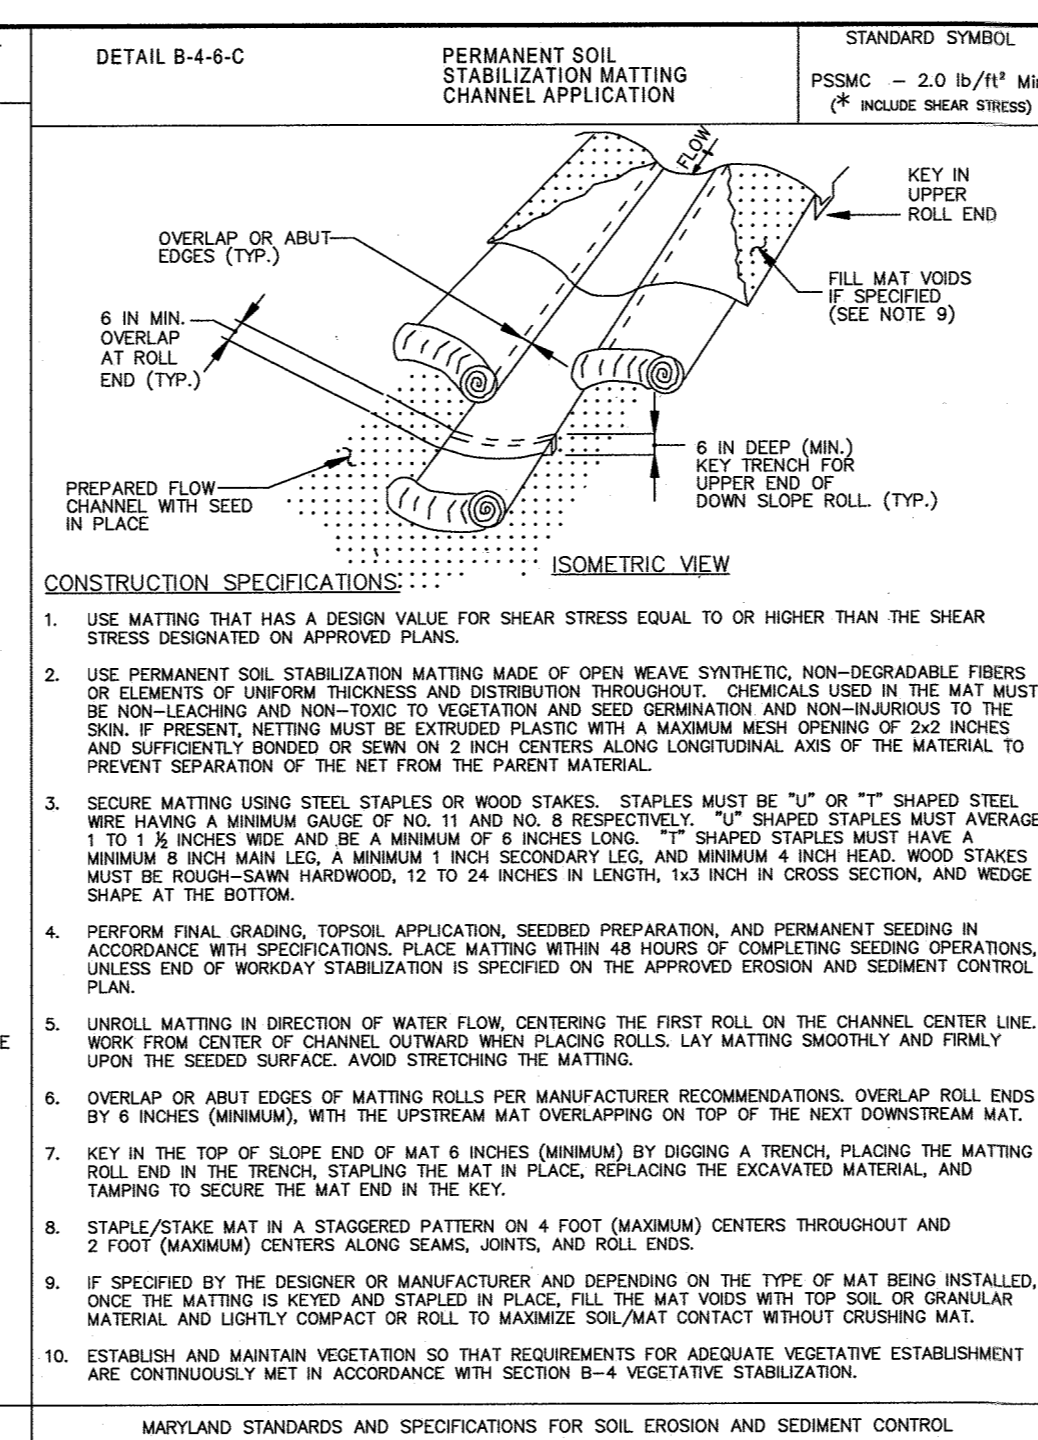 DETAIL B-4-6-C
PERMANENT SOIL
STABILIZATION MATTING
CHANNEL APPLICATION
STANDARD SYMBOL
PSSMC — 2.0 lb/ft²
(* INCLUDE SHEAR STRESS)
FLOW
KEY IN
UPPER
ROLL END
OVERLAP OR ABUT
EDGES (TYP.)
FILL MAT VOIDS
IF SPECIFIED
(SEE NOTE 9)
6 IN MIN.
OVERLAP
AT ROLL
END (TYP.)
6 IN DEEP (MIN.)
KEY TRENCH FOR
UPPER END OF
DOWN SLOPE ROLL. (TYP.)
PREPARED FLOW
CHANNEL WITH SEED
IN PLACE
ISOMETRIC VIEW
CONSTRUCTION SPECIFICATIONS:
1. USE MATTING THAT HAS A DESIGN VALUE FOR SHEAR STRESS EQUAL TO OR HIGHER THAN THE SHEAR
STRESS DESIGNATED ON APPROVED PLANS.
2. USE PERMANENT SOIL STABILIZATION MATTING MADE OF OPEN WEAVE SYNTHETIC, NON-DEGRADABLE FIBERS
OR ELEMENTS OF UNIFORM THICKNESS AND DISTRIBUTION THROUGHOUT. CHEMICALS USED IN THE MAT MUST
BE NON-LEACHING AND NON-TOXIC TO VEGETATION AND SEED GERMINATION AND NON-INJURIOUS TO THE
SKIN. IF PRESENT, NETTING MUST BE EXTRUDED PLASTIC WITH A MAXIMUM MESH OPENING OF 2x2 INCHES
AND SUFFICIENTLY BONDED OR SEWN ON 2 INCH CENTERS ALONG LONGITUDINAL AXIS OF THE MATERIAL TO
PREVENT SEPARATION OF THE NET FROM THE PARENT MATERIAL.
3. SECURE MATTING USING STEEL STAPLES OR WOOD STAKES. STAPLES MUST BE "U" OR "T" SHAPED STEEL
WIRE HAVING A MINIMUM GAUGE OF NO. 11 AND NO. 8 RESPECTIVELY. "U" SHAPED STAPLES MUST AVERAGE
1 TO 1 ½ INCHES WIDE AND BE A MINIMUM OF 6 INCHES LONG. "T" SHAPED STAPLES MUST HAVE A
MINIMUM 8 INCH MAIN LEG, A MINIMUM 1 INCH SECONDARY LEG, AND MINIMUM 4 INCH HEAD. WOOD STAKES
MUST BE ROUGH-SAWN HARDWOOD, 12 TO 24 INCHES IN LENGTH, 1x3 INCH IN CROSS SECTION, AND WEDGE
SHAPE AT THE BOTTOM.
4. PERFORM FINAL GRADING, TOPSOIL APPLICATION, SEEDBED PREPARATION, AND PERMANENT SEEDING IN
ACCORDANCE WITH SPECIFICATIONS. PLACE MATTING WITHIN 48 HOURS OF COMPLETING SEEDING OPERATIONS,
UNLESS END OF WORKDAY STABILIZATION IS SPECIFIED ON THE APPROVED EROSION AND SEDIMENT CONTROL
PLAN.
5. UNROLL MATTING IN DIRECTION OF WATER FLOW, CENTERING THE FIRST ROLL ON THE CHANNEL CENTER LINE.
WORK FROM CENTER OF CHANNEL OUTWARD WHEN PLACING ROLLS. LAY MATTING SMOOTHLY AND FIRMLY
UPON THE SEEDED SURFACE. AVOID STRETCHING THE MATTING.
6. OVERLAP OR ABUT EDGES OF MATTING ROLLS PER MANUFACTURER RECOMMENDATIONS. OVERLAP ROLL ENDS
BY 6 INCHES (MINIMUM), WITH THE UPSTREAM MAT OVERLAPPING ON TOP OF THE NEXT DOWNSTREAM MAT.
7. KEY IN THE TOP OF SLOPE END OF MAT 6 INCHES (MINIMUM) BY DIGGING A TRENCH, PLACING THE MATTING
ROLL END IN THE TRENCH, STAPLING THE MAT IN PLACE, REPLACING THE EXCAVATED MATERIAL, AND
TAMPING TO SECURE THE MAT END IN THE KEY.
8. STAPLE/STAKE MAT IN A STAGGERED PATTERN ON 4 FOOT (MAXIMUM) CENTERS THROUGHOUT AND
2 FOOT (MAXIMUM) CENTERS ALONG SEAMS, JOINTS, AND ROLL ENDS.
9. IF SPECIFIED BY THE DESIGNER OR MANUFACTURER AND DEPENDING ON THE TYPE OF MAT BEING INSTALLED,
ONCE THE MATTING IS KEYED AND STAPLED IN PLACE, FILL THE MAT VOIDS WITH TOP SOIL OR GRANULAR
MATERIAL AND LIGHTLY COMPACT OR ROLL TO MAXIMIZE SOIL/MAT CONTACT WITHOUT CRUSHING MAT.
10. ESTABLISH AND MAINTAIN VEGETATION SO THAT REQUIREMENTS FOR ADEQUATE VEGETATIVE ESTABLISHMENT
ARE CONTINUOUSLY MET IN ACCORDANCE WITH SECTION B-4 VEGETATIVE STABILIZATION.
MARYLAND STANDARDS AND SPECIFICATIONS FOR SOIL EROSION AND SEDIMENT CONTROL